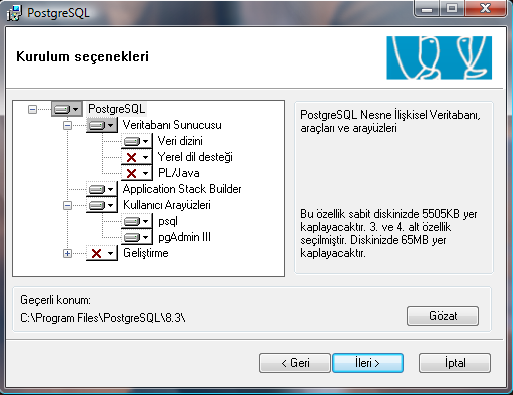 PostgreSQL
Kurulum seçenekleri
PostgreSQL
Veritabanı Sunucusu
Veri dizini
Yerel dil desteği
PL/Java
Application Stack Builder
Kullanıcı Arayüzleri
psql
pgAdmin III
Geliştirme
PostgreSQL Nesne İlişkisel Veritabanı,
araçları ve arayüzleri
Bu özellik sabit diskinizde 5505KB yer
kaplayacaktır. 3. ve 4. alt özellik
seçilmiştir. Diskinizde 65MB yer
kaplayacaktır.
Geçerli konum:
C:\Program Files\PostgreSQL\8.3\
Gözat
< Geri
İleri >
İptal